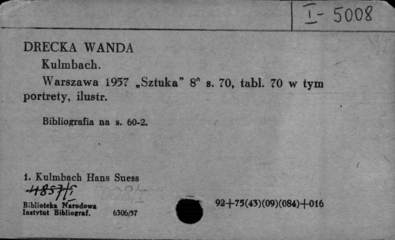 I-5008
DRECKA WANDA
Kulmbach.
Warszawa 1957 „Sztuka" 8° s. 70, tabl. 70 w tym
portrety, ilustr.
Bibliografia na s. 60-2.
1. Kulmbach Hans Suess
Biblioteka Narodowa
Instytut Bibliograf. 6306/57
92+75(43)(09)(084)+016